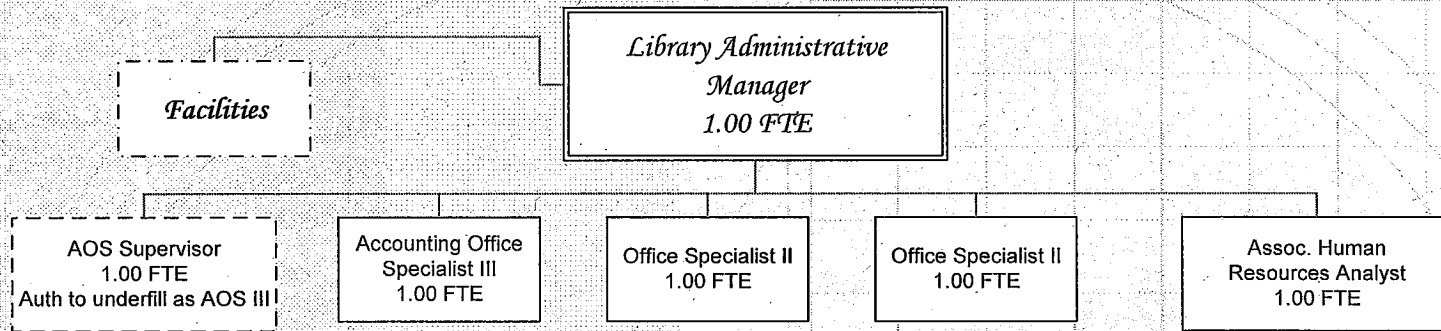 Library Administrative
Manager
1.00 FTE
Facilities
AOS Supervisor
1.00 FTE
Auth to underfill as AOS III
Accounting Office
Specialist III
1.00 FTE
Office Specialist II
1.00 FTE
Office Specialist II
1.00 FTE
Assoc. Human
Resources Analyst
1.00 FTE